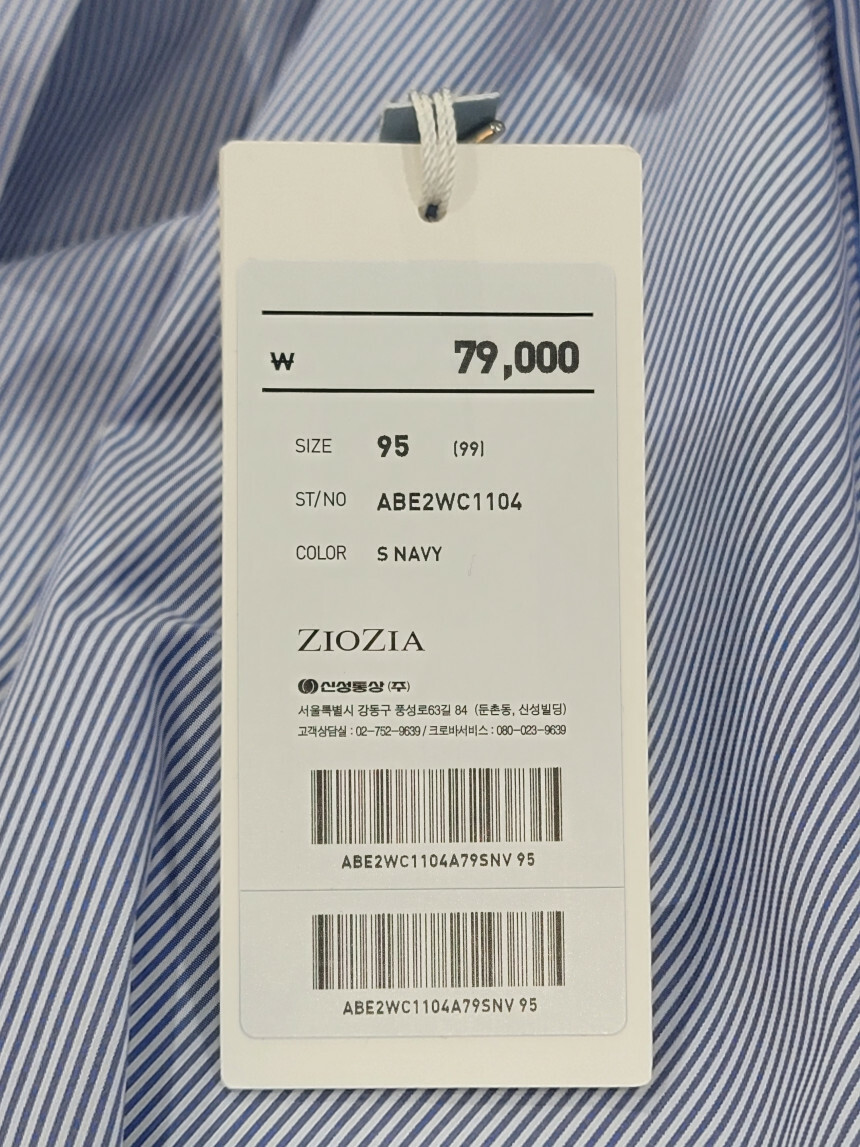 ₩ 79,000
SIZE 95 (99)
ST/NO ABE2WC1104
COLOR S NAVY
ZIOZIA
신성통상 (주)
서울특별시 강동구 풍성로63길 84 (둔촌동, 신성빌딩)
고객상담실 : 02-752-9639 / 크로바서비스 : 080-023-9639
ABE2WC1104A79SNV 95
ABE2WC1104A79SNV 95